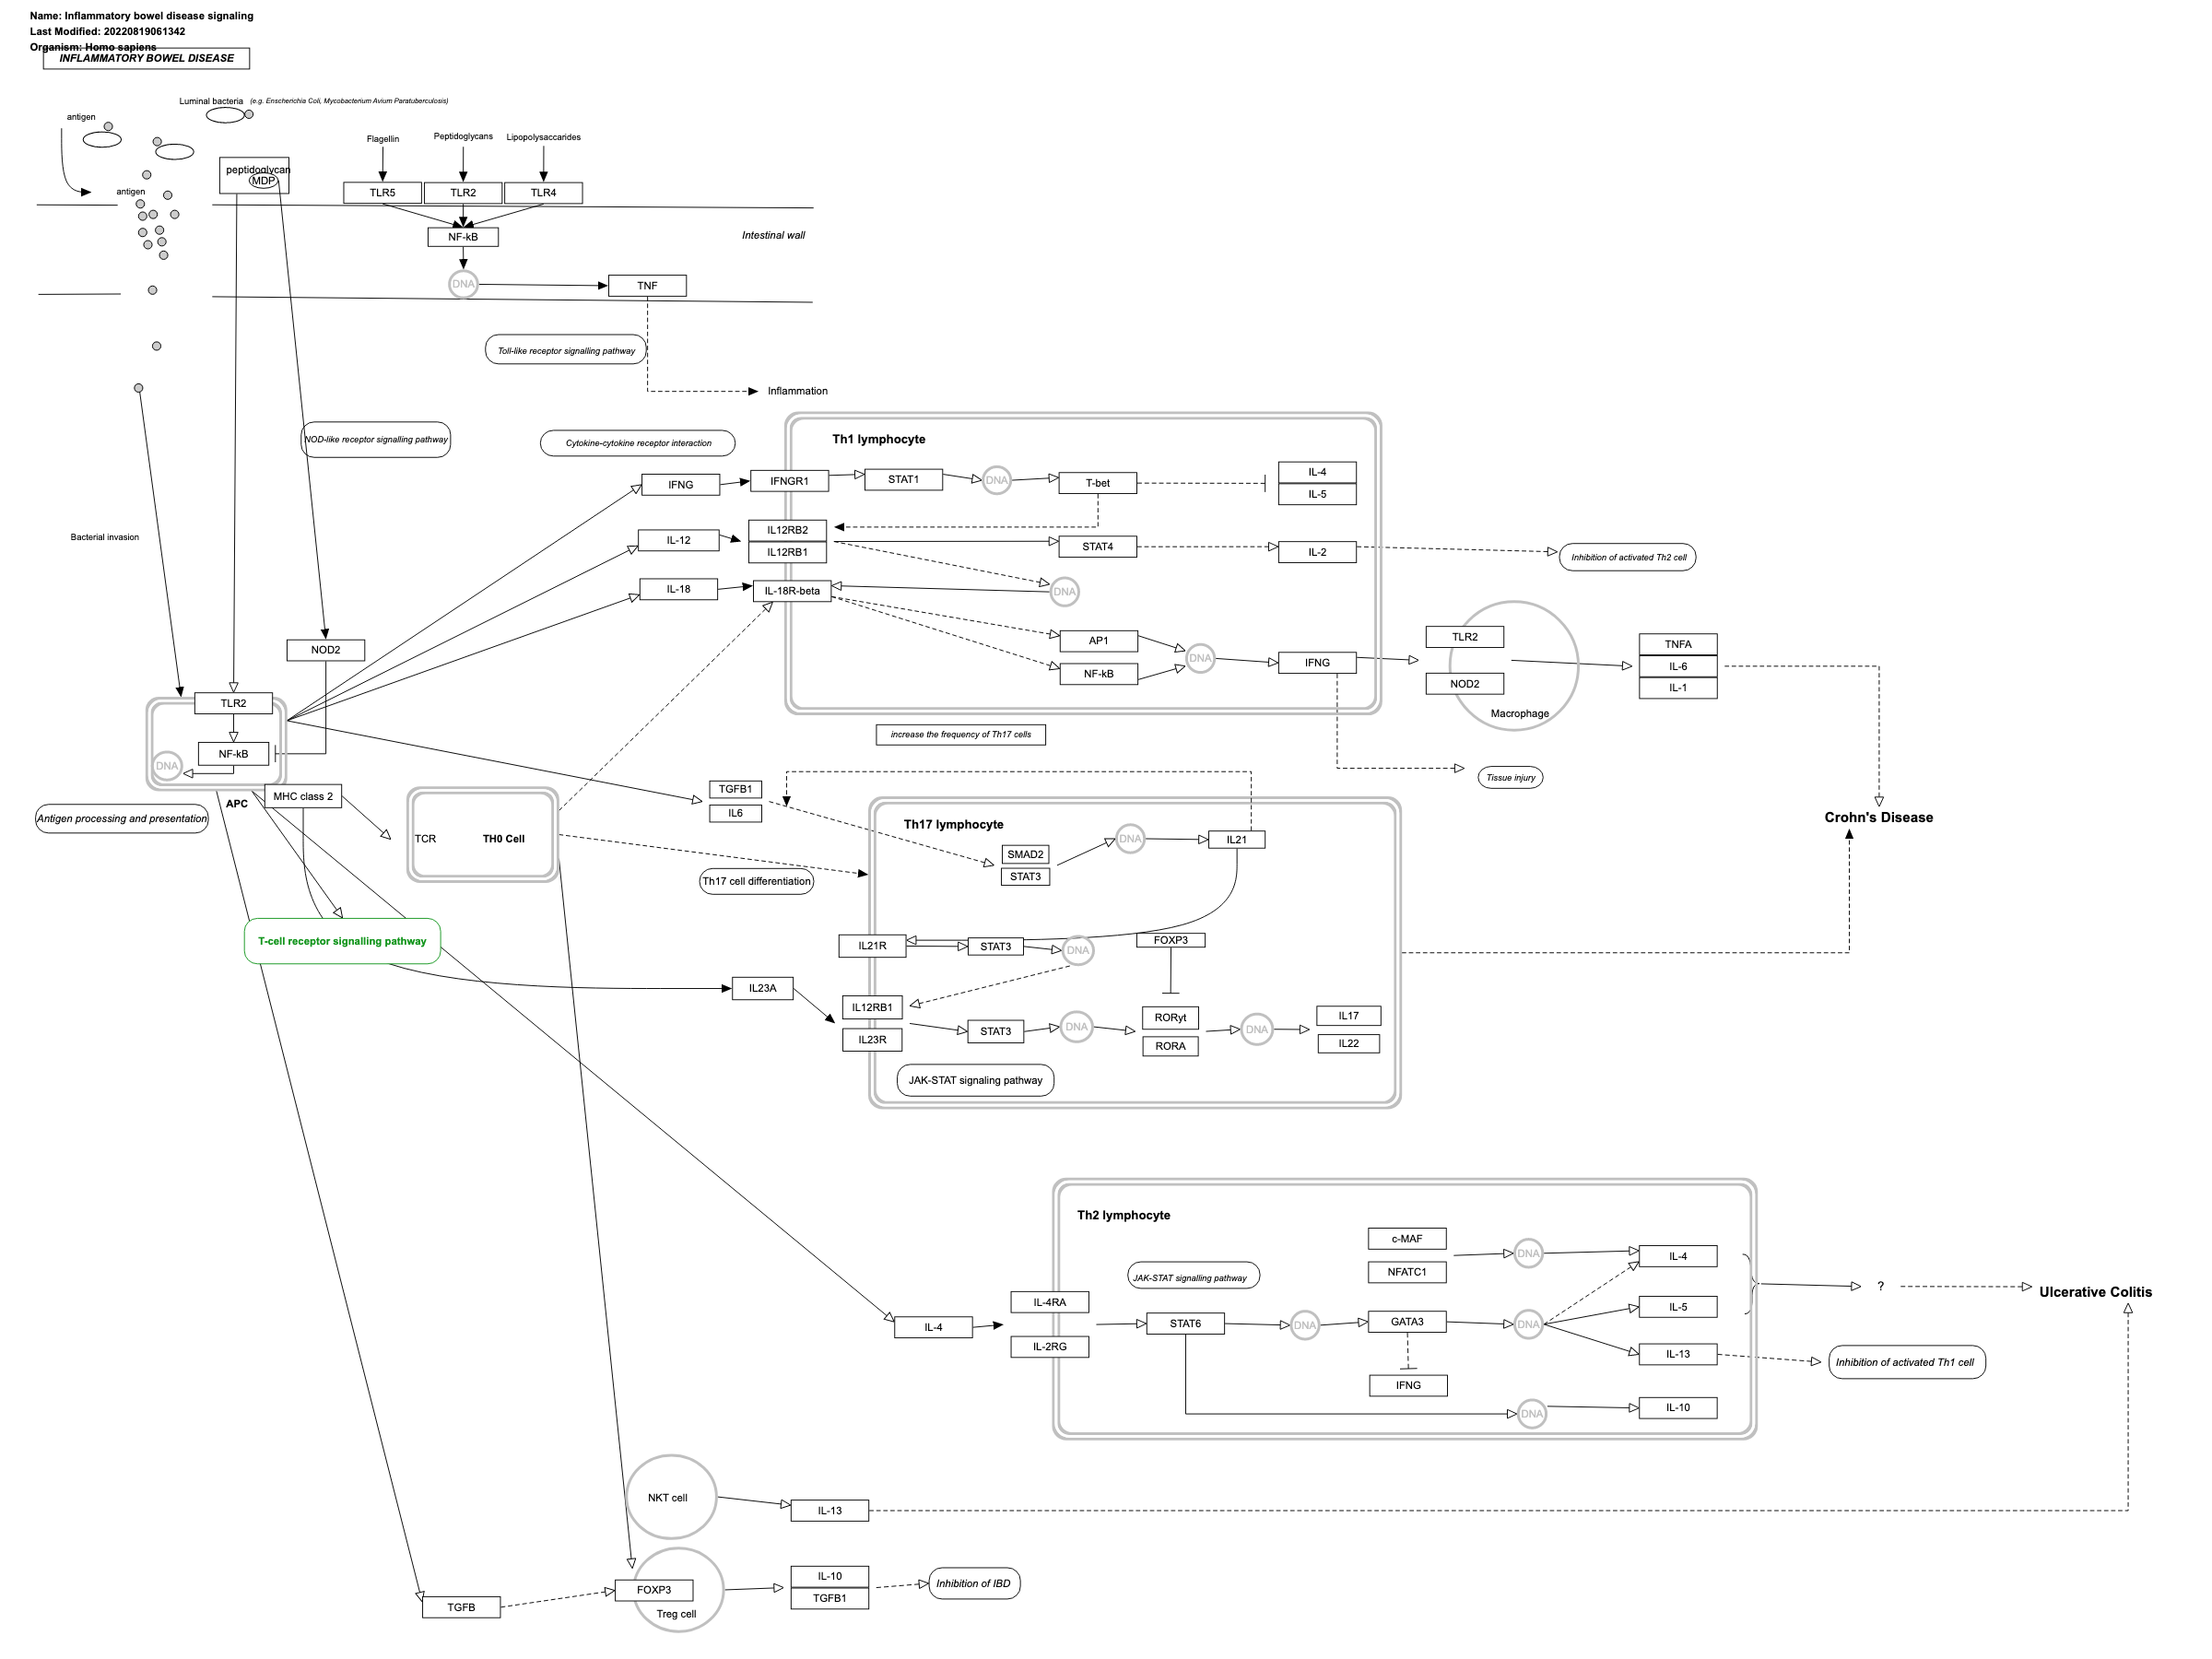 Name: Inflammatory bowel disease signaling
Last Modified: 20220819061342
Organism: Homo sapiens
INFLAMMATORY BOWEL DISEASE
Luminal bacteria (e.g. Enscherichia Coli, Mycobacterium Avium Paratuberculosis)
antigen
Flagellin
Peptidoglycans
Lipopolysaccarides
peptidoglycan
MDP
antigen
TLR5
TLR2
TLR4
NF-kB
Intestinal wall
DNA
TNF
Toll-like receptor signalling pathway
Inflammation
NOD-like receptor signalling pathway
Cytokine-cytokine receptor interaction
Th1 lymphocyte
IFNG
IFNGR1
STAT1
DNA
T-bet
IL-4
IL-5
Bacterial invasion
IL-12
IL12RB2
IL12RB1
STAT4
IL-2
Inhibition of activated Th2 cell
IL-18
IL-18R-beta
DNA
AP1
NF-kB
DNA
IFNG
TLR2
NOD2
Macrophage
TNFA
IL-6
IL-1
NOD2
TLR2
NF-kB
DNA
increase the frequency of Th17 cells
Tissue injury
MHC class 2
APC
Antigen processing and presentation
TCR
TH0 Cell
TGFB1
IL6
Crohn's Disease
Th17 lymphocyte
SMAD2
STAT3
DNA
IL21
Th17 cell differentiation
T-cell receptor signalling pathway
IL21R
STAT3
DNA
FOXP3
IL23A
IL12RB1
IL23R
STAT3
DNA
RORyt
RORA
DNA
IL17
IL22
JAK-STAT signaling pathway
Th2 lymphocyte
c-MAF
NFATC1
DNA
IL-4
JAK-STAT signalling pathway
?
Ulcerative Colitis
IL-4
IL-4RA
IL-2RG
STAT6
DNA
GATA3
DNA
IL-5
IL-13
Inhibition of activated Th1 cell
IFNG
DNA
IL-10
NKT cell
IL-13
TGFB
FOXP3
Treg cell
IL-10
TGFB1
Inhibition of IBD